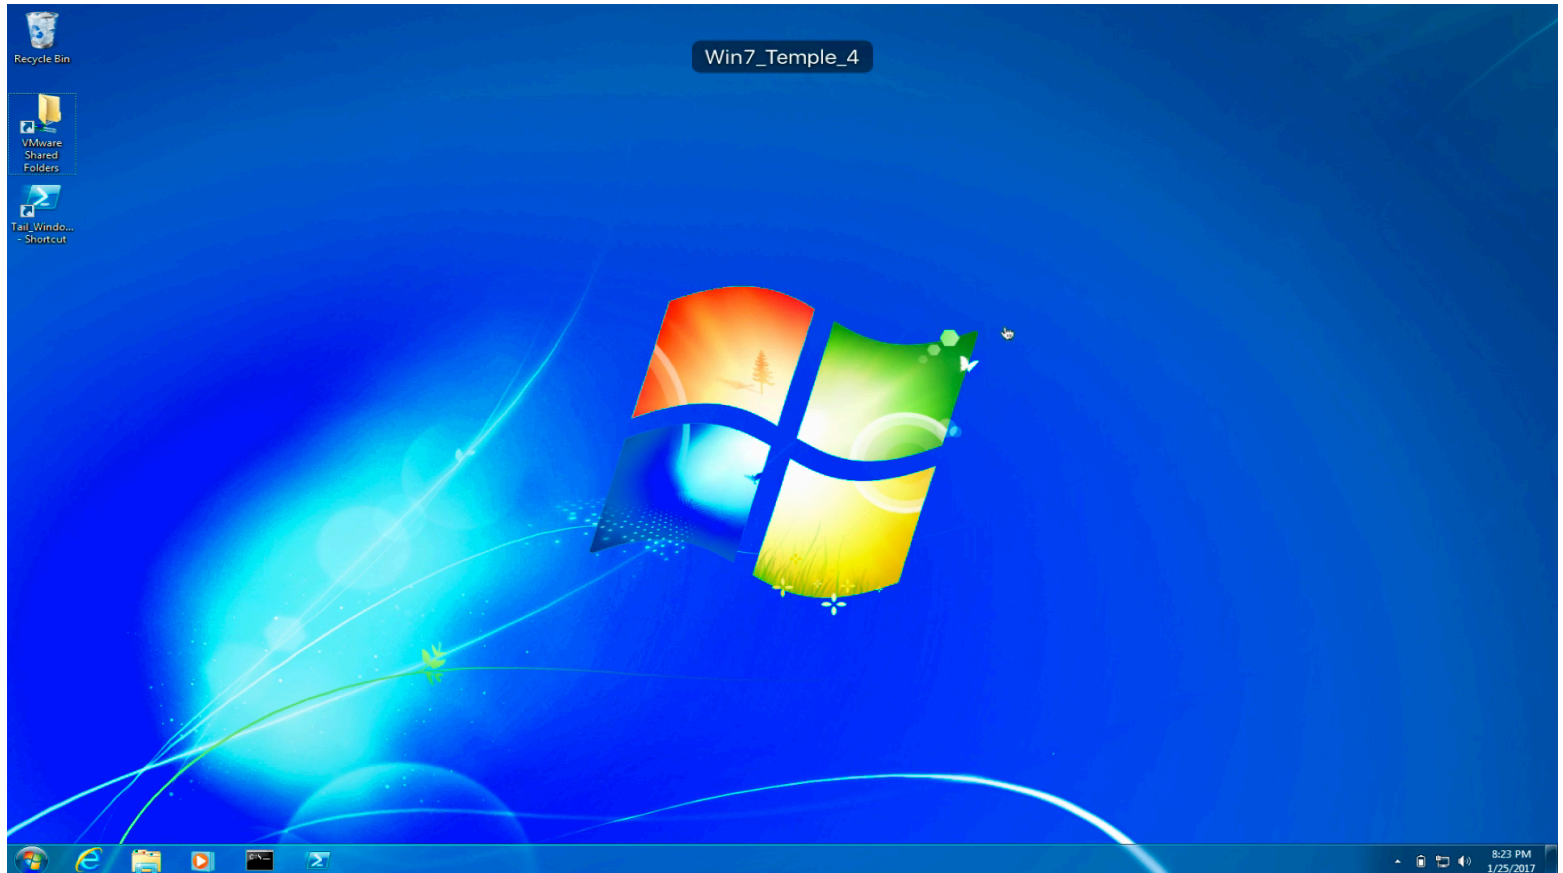 Recycle Bin
Win7_Temple_4
VMware
Shared
Folders
Tail_Windo...
- Shortcut
C:\_
8:23 PM
1/25/2017